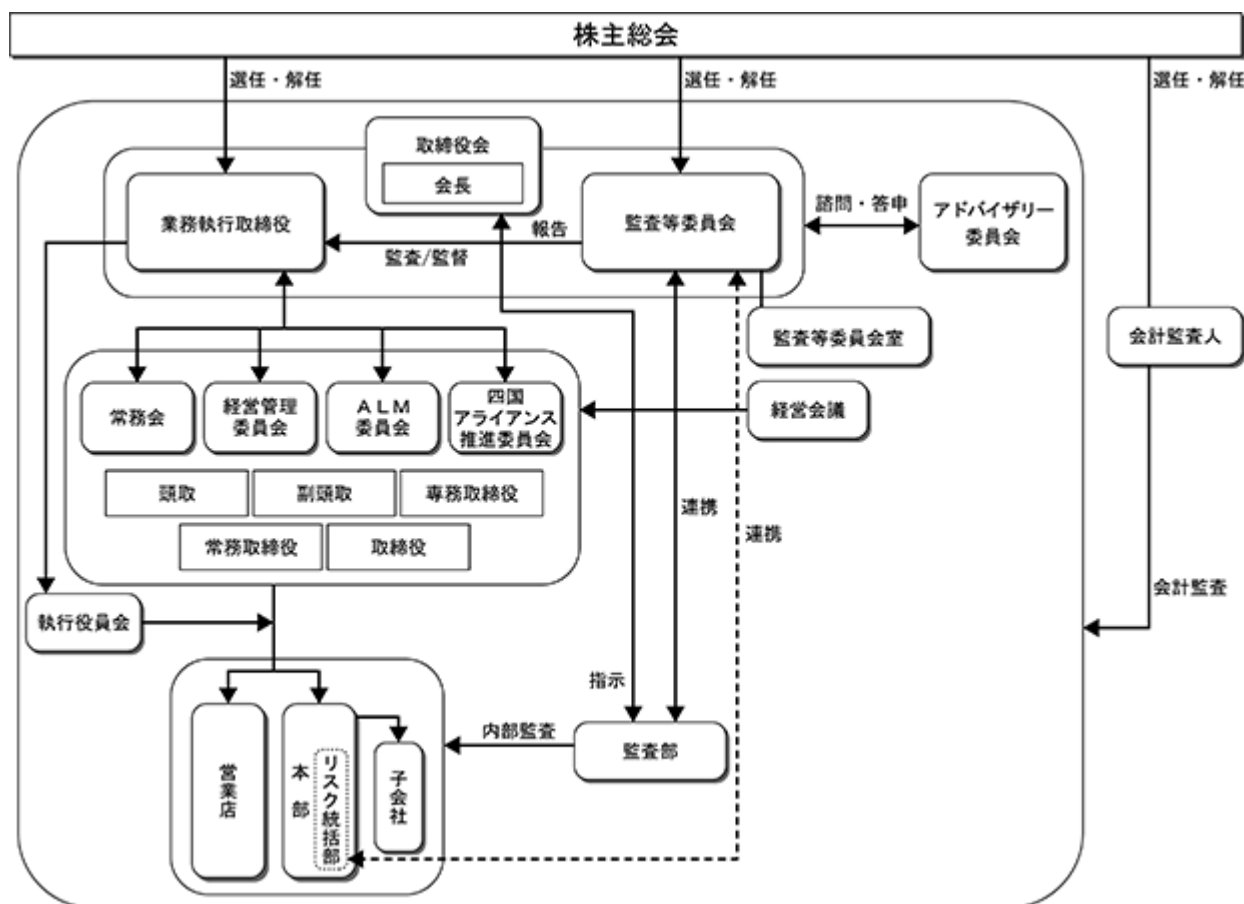 株主総会
選任・解任
選任・解任
選任・解任
取締役会
会長
業務執行取締役
監査等委員会
諮問・答申
アドバイザリー
委員会
報告
監査/監督
監査等委員会室
会計監査人
常務会
経営管理
委員会
ＡＬＭ
委員会
四国
アライアンス
推進委員会
経営会議
頭取
副頭取
専務取締役
常務取締役
取締役
連携
連携
執行役員会
会計監査
指示
内部監査
監査部
営業店
本部
リスク統括部
子会社